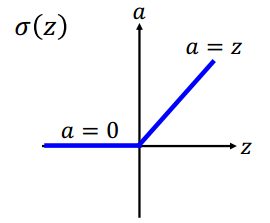 a
σ(z)
a = z
a = 0
z